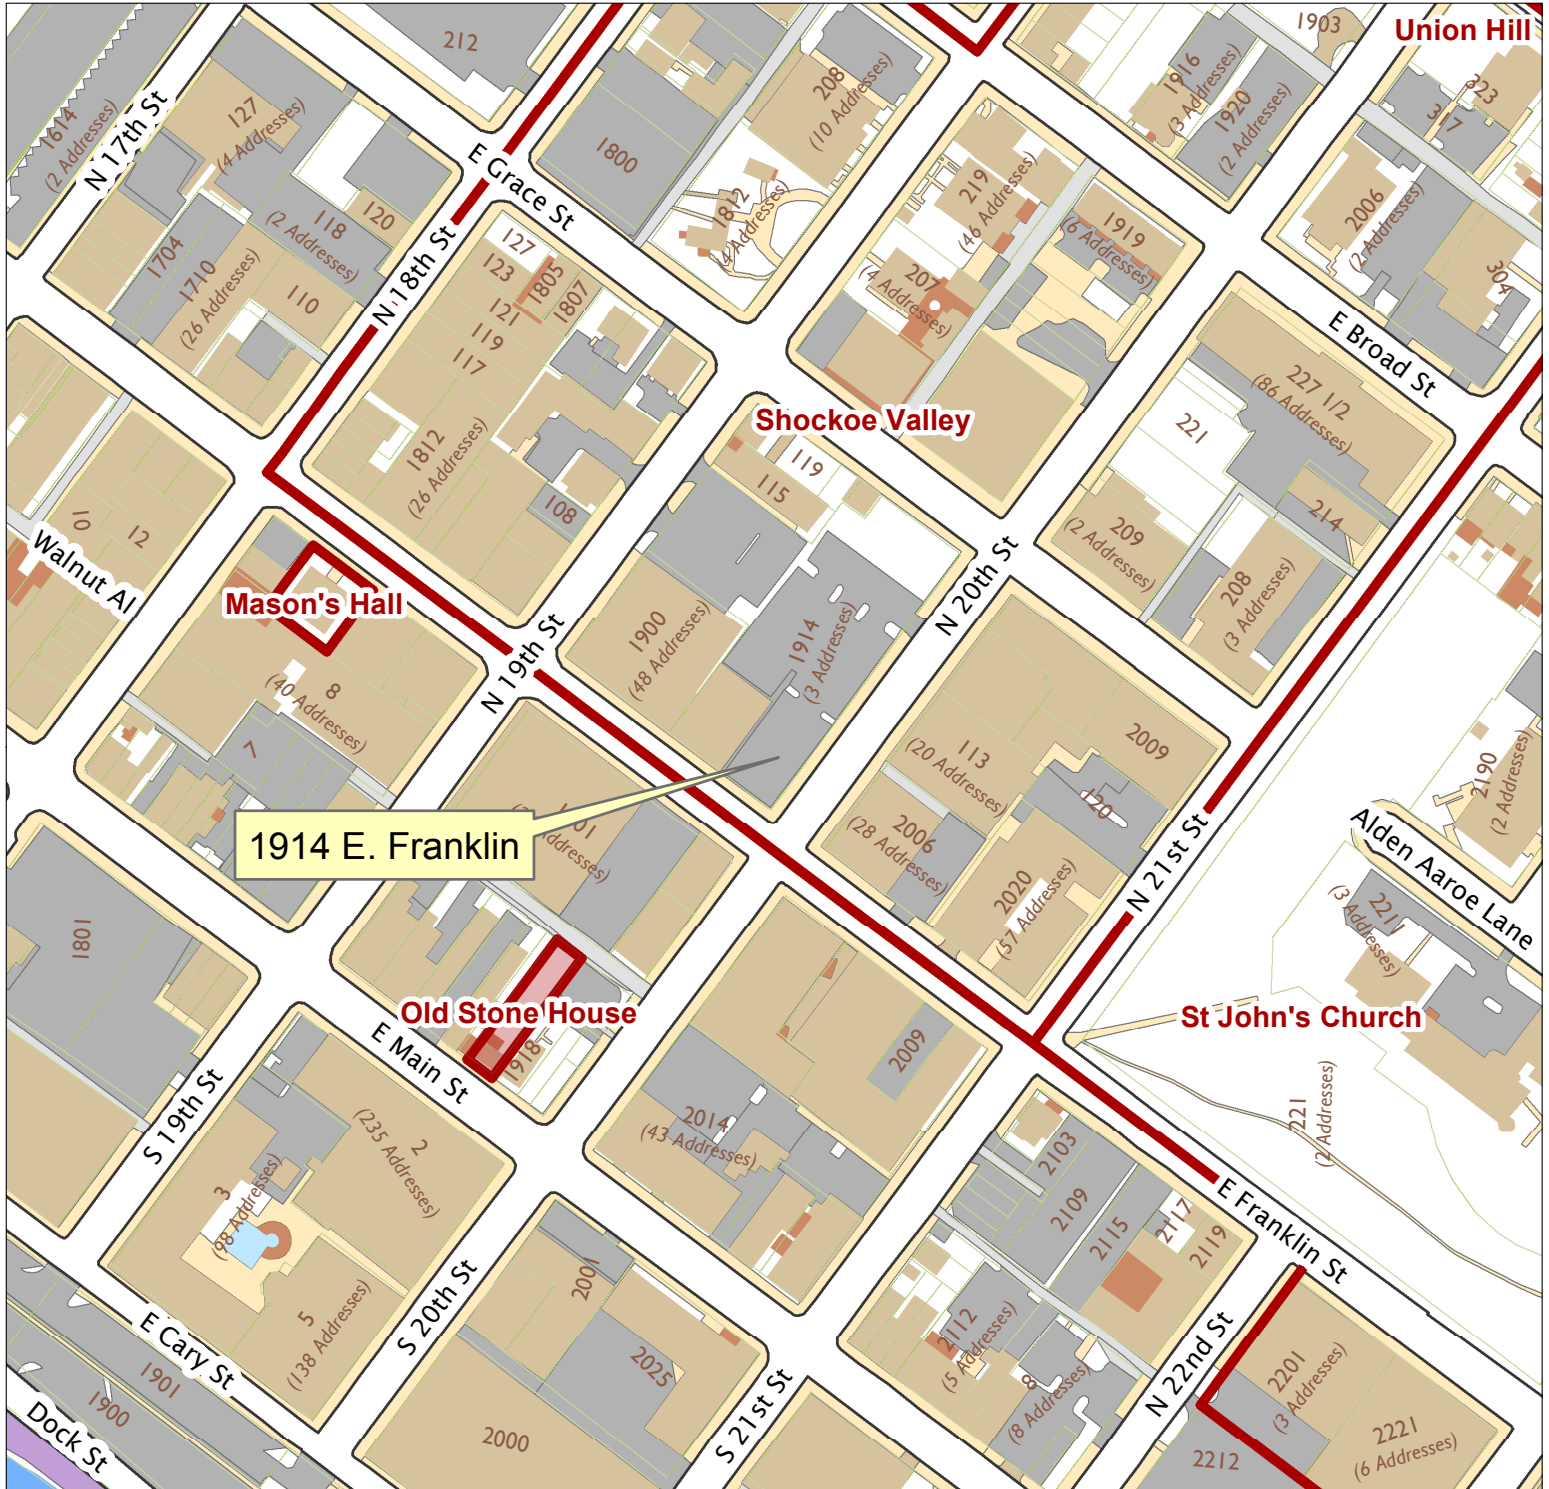 212
1903
Union Hill
1614
(2 Addresses)
N 17th St
127
(4 Addresses)
208
(10 Addresses)
1916
(3 Addresses)
1920
(2 Addresses)
323
317
E Grace St
1800
1812
(4 Addresses)
219
(46 Addresses)
1919
(6 Addresses)
2006
(2 Addresses)
304
1704
1710
(26 Addresses)
118
(2 Addresses)
120
110
N 18th St
127
123
1805
1807
121
119
117
207
(4 Addresses)
E Broad St
227 1/2
(86 Addresses)
221
Shockoe Valley
1812
(26 Addresses)
108
119
115
209
(2 Addresses)
214
208
(3 Addresses)
10
12
Walnut Al
Mason's Hall
N 19th St
1900
(48 Addresses)
1914
(3 Addresses)
N 20th St
8
(40 Addresses)
7
113
(20 Addresses)
2009
120
2006
(28 Addresses)
2190
(2 Addresses)
1914 E. Franklin
N 21st St
Alden Aaroe Lane
2020
(57 Addresses)
221
(3 Addresses)
1801
Old Stone House
1918
St John's Church
E Main St
2009
2014
(43 Addresses)
221
(2 Addresses)
S 19th St
2
(235 Addresses)
3
(98 Addresses)
2103
2109
2115
2117
2119
E Franklin St
5
(138 Addresses)
S 20th St
2001
2025
2112
(5 Addresses)
8
(8 Addresses)
N 22nd St
2201
(3 Addresses)
2221
(6 Addresses)
2212
E Cary St
1901
1900
Dock St
2000
S 21st St